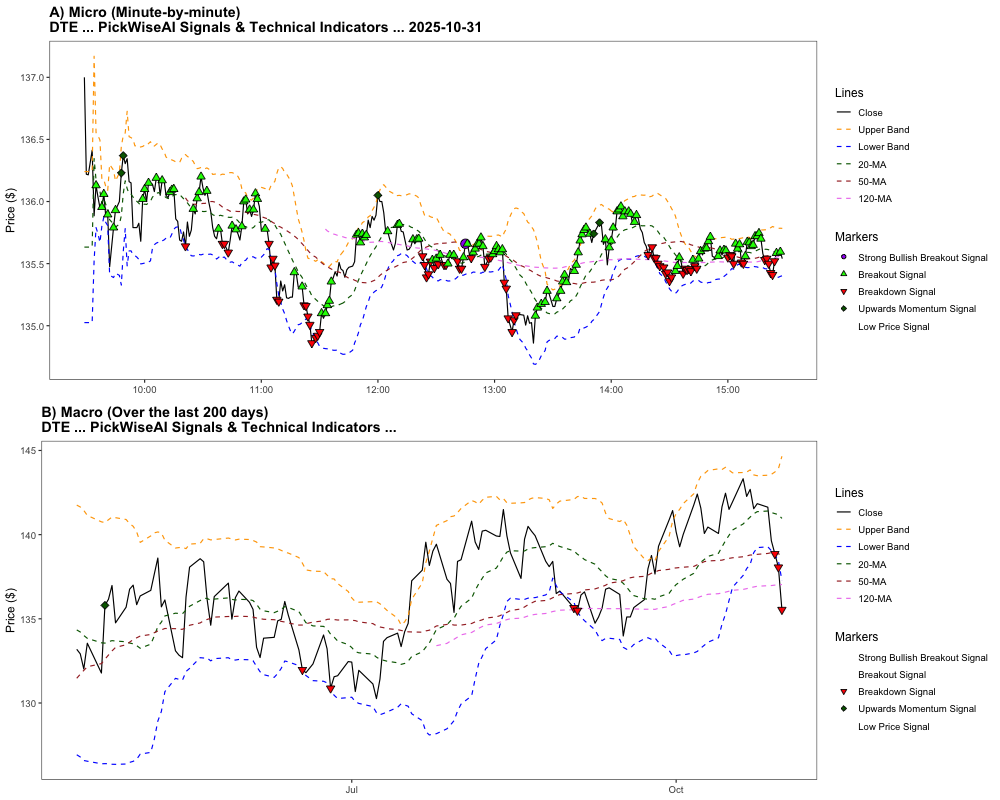 A) Micro (Minute-by-minute)
DTE ... PickWiseAI Signals & Technical Indicators ... 2025-10-31
137.0
136.5
136.0
135.5
135.0
Price ($)
10:00
11:00
12:00
13:00
14:00
15:00
Lines
Close
Upper Band
Lower Band
20-MA
50-MA
120-MA
Markers
Strong Bullish Breakout Signal
Breakout Signal
Breakdown Signal
Upwards Momentum Signal
Low Price Signal
B) Macro (Over the last 200 days)
DTE ... PickWiseAI Signals & Technical Indicators ...
145
140
135
130
Price ($)
Jul
Oct
Lines
Close
Upper Band
Lower Band
20-MA
50-MA
120-MA
Markers
Strong Bullish Breakout Signal
Breakout Signal
Breakdown Signal
Upwards Momentum Signal
Low Price Signal